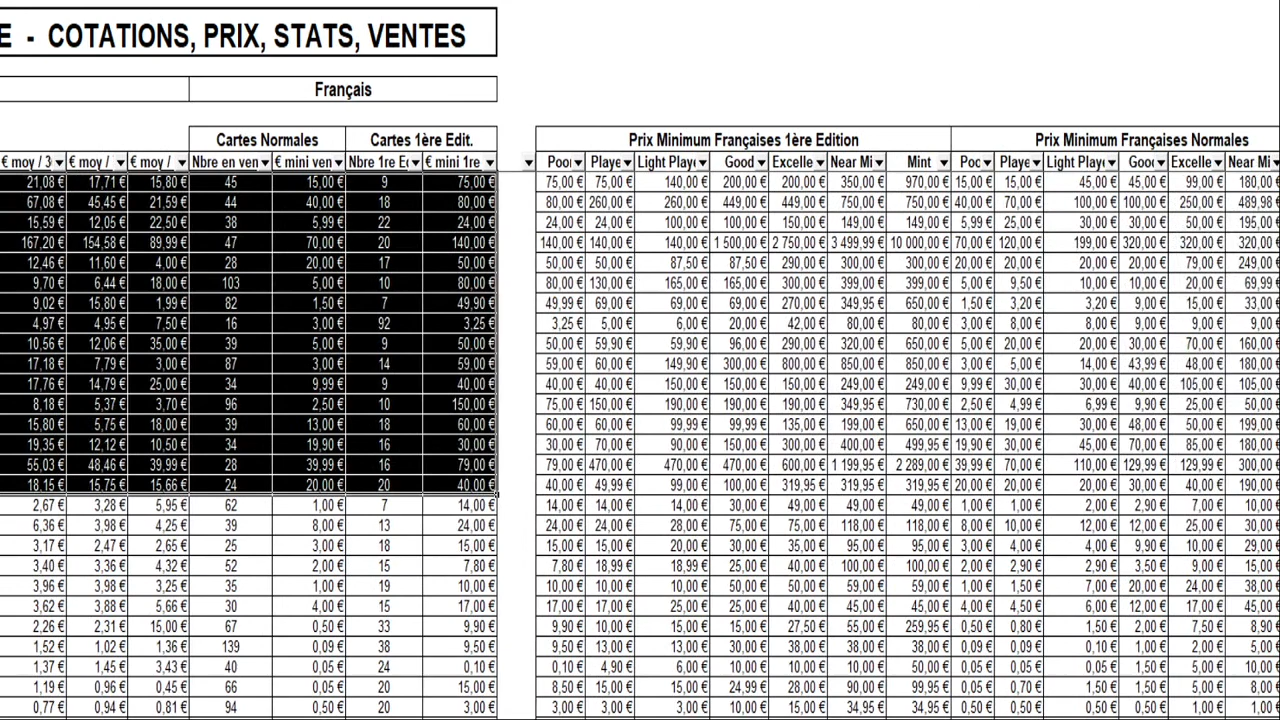 E - COTATIONS, PRIX, STATS, VENTES
Français
Cartes Normales Cartes 1ère Edit. Prix Minimum Françaises 1ère Edition Prix Minimum Françaises Normales
€ moy / 3 € moy / € moy / Nbre en ven € mini ven Nbre 1re Ec € mini 1re Poor Playe Light Playe Good Excelle Near Mi Mint Poc Playe Light Playe Good Excelle Near Mi
21,08 € 17,71 € 15,80 € 45 15,00 € 9 75,00 € 75,00 € 75,00 € 140,00 € 200,00 € 200,00 € 350,00 € 970,00 € 15,00 € 15,00 € 45,00 € 45,00 € 99,00 € 180,00 €
67,08 € 45,45 € 21,59 € 44 40,00 € 18 80,00 € 80,00 € 260,00 € 260,00 € 449,00 € 449,00 € 750,00 € 750,00 € 40,00 € 70,00 € 100,00 € 100,00 € 250,00 € 489,98 €
15,59 € 12,05 € 22,50 € 38 5,99 € 22 24,00 € 24,00 € 24,00 € 100,00 € 100,00 € 150,00 € 149,00 € 149,00 € 5,99 € 25,00 € 30,00 € 30,00 € 50,00 € 195,00 €
167,20 € 154,58 € 89,99 € 47 70,00 € 20 140,00 € 140,00 € 140,00 € 140,00 € 1 500,00 € 2 750,00 € 3 499,99 € 10 000,00 € 70,00 € 120,00 € 199,00 € 320,00 € 320,00 € 320,00 €
12,46 € 11,60 € 4,00 € 28 20,00 € 17 50,00 € 50,00 € 50,00 € 87,50 € 87,50 € 290,00 € 300,00 € 300,00 € 20,00 € 20,00 € 20,00 € 20,00 € 79,00 € 249,00 €
9,70 € 6,44 € 18,00 € 103 5,00 € 10 80,00 € 80,00 € 130,00 € 165,00 € 165,00 € 300,00 € 399,00 € 399,00 € 5,00 € 9,50 € 10,00 € 10,00 € 20,00 € 69,99 €
9,02 € 15,80 € 1,99 € 82 1,50 € 7 49,90 € 49,99 € 69,00 € 69,00 € 69,00 € 270,00 € 349,95 € 650,00 € 1,50 € 3,20 € 3,20 € 9,00 € 15,00 € 33,00 €
4,97 € 4,95 € 7,50 € 16 3,00 € 92 3,25 € 3,25 € 5,00 € 6,00 € 20,00 € 42,00 € 80,00 € 80,00 € 3,00 € 8,00 € 8,00 € 9,00 € 9,00 € 9,00 €
10,56 € 12,06 € 35,00 € 39 5,00 € 9 50,00 € 50,00 € 59,90 € 59,90 € 96,00 € 290,00 € 320,00 € 650,00 € 5,00 € 20,00 € 20,00 € 30,00 € 70,00 € 160,00 €
17,18 € 7,79 € 3,00 € 87 3,00 € 14 59,00 € 59,00 € 60,00 € 149,90 € 300,00 € 800,00 € 850,00 € 850,00 € 3,00 € 5,00 € 14,00 € 43,99 € 48,00 € 180,00 €
17,76 € 14,79 € 25,00 € 34 9,99 € 9 40,00 € 40,00 € 40,00 € 150,00 € 150,00 € 150,00 € 249,00 € 249,00 € 9,99 € 30,00 € 30,00 € 40,00 € 105,00 € 105,00 €
8,18 € 5,37 € 3,70 € 96 2,50 € 10 150,00 € 75,00 € 150,00 € 190,00 € 190,00 € 190,00 € 349,95 € 730,00 € 2,50 € 4,99 € 6,99 € 9,90 € 25,00 € 50,00 €
15,80 € 5,75 € 18,00 € 39 13,00 € 18 60,00 € 60,00 € 60,00 € 99,99 € 99,99 € 135,00 € 199,00 € 650,00 € 13,00 € 19,00 € 30,00 € 48,00 € 50,00 € 199,00 €
19,35 € 12,12 € 10,50 € 34 19,90 € 16 30,00 € 30,00 € 70,00 € 90,00 € 150,00 € 300,00 € 400,00 € 499,95 € 19,90 € 30,00 € 45,00 € 70,00 € 85,00 € 180,00 €
55,03 € 48,46 € 39,99 € 28 39,99 € 16 79,00 € 79,00 € 470,00 € 470,00 € 470,00 € 600,00 € 1 199,95 € 2 289,00 € 39,99 € 70,00 € 110,00 € 129,99 € 129,99 € 300,00 €
18,15 € 15,75 € 15,66 € 24 20,00 € 20 40,00 € 40,00 € 49,99 € 99,00 € 100,00 € 319,95 € 319,95 € 319,95 € 20,00 € 20,00 € 20,00 € 30,00 € 40,00 € 190,00 €
2,67 € 3,28 € 5,95 € 62 1,00 € 7 14,00 € 14,00 € 14,00 € 14,00 € 30,00 € 49,00 € 49,00 € 49,00 € 1,00 € 1,00 € 2,00 € 2,90 € 7,00 € 10,00 €
6,36 € 3,98 € 4,25 € 39 8,00 € 13 24,00 € 24,00 € 24,00 € 28,00 € 75,00 € 75,00 € 118,00 € 118,00 € 8,00 € 10,00 € 12,00 € 12,00 € 25,00 € 30,00 €
3,17 € 2,47 € 2,65 € 25 3,00 € 18 15,00 € 15,00 € 15,00 € 20,00 € 30,00 € 35,00 € 95,00 € 95,00 € 3,00 € 4,00 € 4,00 € 9,90 € 10,00 € 29,00 €
3,40 € 3,36 € 4,32 € 52 2,00 € 15 7,80 € 7,80 € 18,99 € 18,99 € 25,00 € 40,00 € 100,00 € 100,00 € 2,00 € 2,90 € 2,90 € 3,50 € 9,00 € 15,00 €
3,96 € 3,98 € 3,25 € 35 1,00 € 19 10,00 € 10,00 € 10,00 € 10,00 € 50,00 € 50,00 € 59,00 € 59,00 € 1,00 € 1,50 € 7,00 € 20,00 € 24,00 € 38,00 €
3,62 € 3,88 € 5,66 € 30 4,00 € 15 17,00 € 17,00 € 17,00 € 25,00 € 25,00 € 40,00 € 45,00 € 45,00 € 4,00 € 4,50 € 6,00 € 12,00 € 17,00 € 45,00 €
2,26 € 2,31 € 15,00 € 67 0,50 € 33 9,90 € 9,90 € 10,00 € 15,00 € 15,00 € 27,50 € 55,00 € 259,95 € 0,50 € 0,80 € 1,50 € 2,00 € 7,50 € 8,90 €
1,52 € 1,02 € 1,36 € 139 0,09 € 38 9,50 € 9,50 € 13,00 € 13,00 € 30,00 € 38,00 € 38,00 € 38,00 € 0,09 € 0,09 € 0,10 € 1,00 € 2,00 € 5,00 €
1,37 € 1,45 € 3,43 € 40 0,05 € 24 0,10 € 0,10 € 4,90 € 6,00 € 10,00 € 10,00 € 10,00 € 50,00 € 0,05 € 0,05 € 0,05 € 1,50 € 5,00 € 10,00 €
1,19 € 0,96 € 0,45 € 66 0,05 € 20 15,00 € 8,50 € 15,00 € 15,00 € 24,99 € 28,00 € 90,00 € 99,95 € 0,05 € 0,70 € 1,50 € 1,50 € 5,00 € 8,00 €
0,77 € 0,94 € 0,81 € 94 0,50 € 20 3,00 € 3,00 € 3,00 € 3,00 € 10,00 € 15,00 € 34,95 € 34,95 € 0,50 € 0,50 € 0,50 € 0,50 € 1,00 € 1,00 €